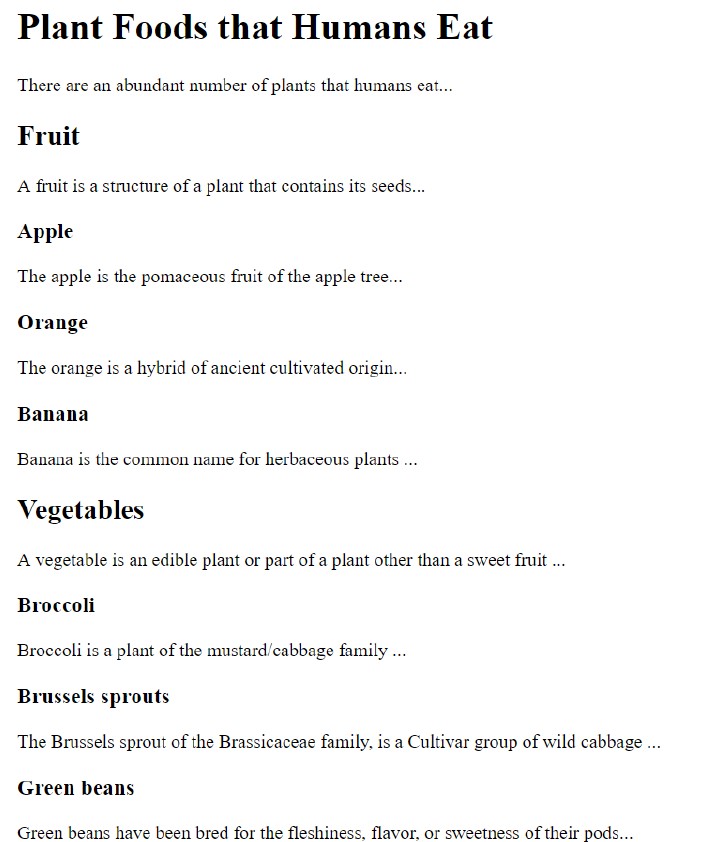 Plant Foods that Humans Eat
There are an abundant number of plants that humans eat...
Fruit
A fruit is a structure of a plant that contains its seeds...
Apple
The apple is the pomaceous fruit of the apple tree...
Orange
The orange is a hybrid of ancient cultivated origin...
Banana
Banana is the common name for herbaceous plants ...
Vegetables
A vegetable is an edible plant or part of a plant other than a sweet fruit ...
Broccoli
Broccoli is a plant of the mustard/cabbage family ...
Brussels sprouts
The Brussels sprout of the Brassicaceae family, is a Cultivar group of wild cabbage ...
Green beans
Green beans have been bred for the fleshiness, flavor, or sweetness of their pods...